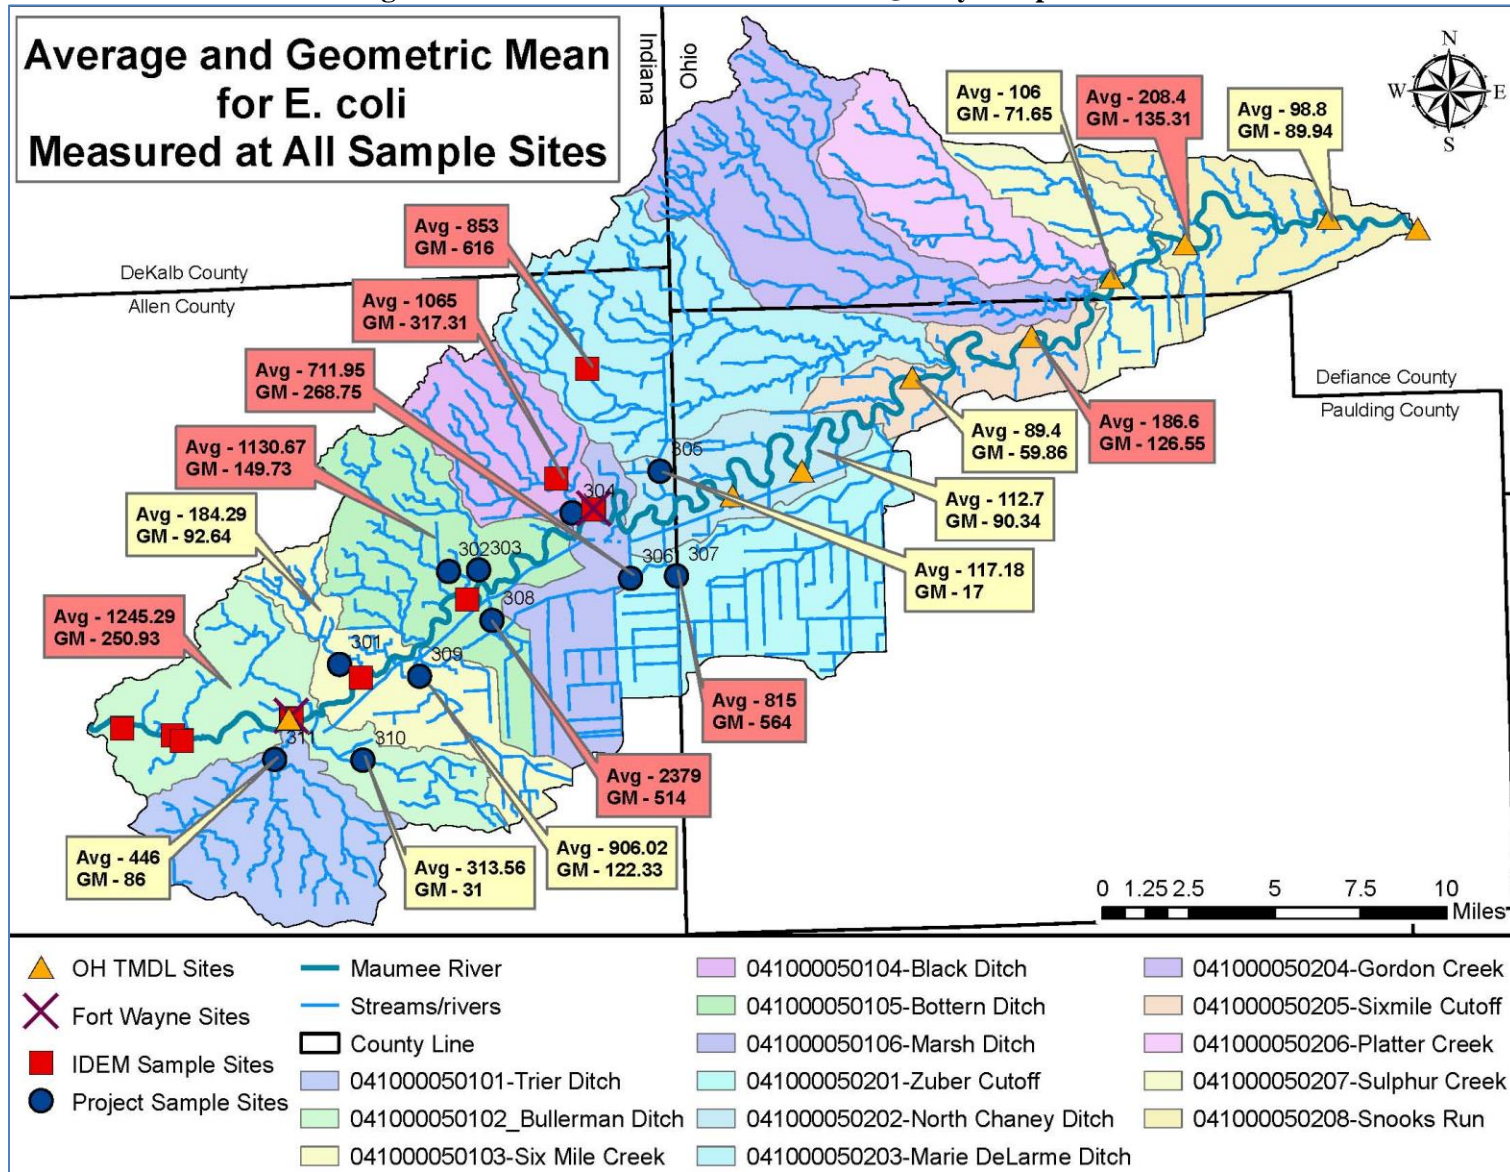 Average and Geometric Mean
for E. coli
Measured at All Sample Sites
Indiana
Ohio
N
W
E
S
Avg - 106
GM - 71.65
Avg - 208.4
GM - 135.31
Avg - 98.8
GM - 89.94
Avg - 853
GM - 616
DeKalb County
Allen County
Avg - 1065
GM - 317.31
Avg - 711.95
GM - 268.75
Defiance County
Paulding County
Avg - 1130.67
GM - 149.73
Avg - 89.4
GM - 59.86
Avg - 186.6
GM - 126.55
305
304
Avg - 184.29
GM - 92.64
Avg - 112.7
GM - 90.34
302
303
306
307
Avg - 117.18
GM - 17
308
Avg - 1245.29
GM - 250.93
301
309
Avg - 815
GM - 564
311
310
Avg - 2379
GM - 514
Avg - 446
GM - 86
Avg - 313.56
GM - 31
Avg - 906.02
GM - 122.33
0 1.25 2.5 5 7.5 10
Miles
OH TMDL Sites
Fort Wayne Sites
IDEM Sample Sites
Project Sample Sites
Maumee River
Streams/rivers
County Line
041000050101-Trier Ditch
041000050102_Bullerman Ditch
041000050103-Six Mile Creek
041000050104-Black Ditch
041000050105-Bottern Ditch
041000050106-Marsh Ditch
041000050201-Zuber Cutoff
041000050202-North Chaney Ditch
041000050203-Marie DeLarme Ditch
041000050204-Gordon Creek
041000050205-Sixmile Cutoff
041000050206-Platter Creek
041000050207-Sulphur Creek
041000050208-Snooks Run